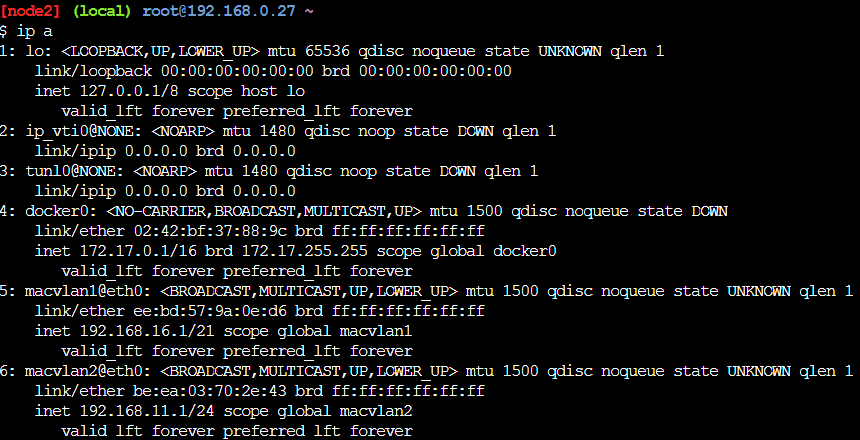 [node2] (local) root@192.168.0.27 ~
$ ip a
1: lo: <LOOPBACK,UP,LOWER_UP> mtu 65536 qdisc noqueue state UNKNOWN qlen 1
    link/loopback 00:00:00:00:00:00 brd 00:00:00:00:00:00
    inet 127.0.0.1/8 scope host lo
       valid_lft forever preferred_lft forever
2: ip_vti0@NONE: <NOARP> mtu 1480 qdisc noop state DOWN qlen 1
    link/ipip 0.0.0.0 brd 0.0.0.0
3: tunl0@NONE: <NOARP> mtu 1480 qdisc noop state DOWN qlen 1
    link/ipip 0.0.0.0 brd 0.0.0.0
4: docker0: <NO-CARRIER,BROADCAST,MULTICAST,UP> mtu 1500 qdisc noqueue state DOWN
    link/ether 02:42:bf:37:88:9c brd ff:ff:ff:ff:ff:ff
    inet 172.17.0.1/16 brd 172.17.255.255 scope global docker0
       valid_lft forever preferred_lft forever
5: macvlan1@eth0: <BROADCAST,MULTICAST,UP,LOWER_UP> mtu 1500 qdisc noqueue state UNKNOWN qlen 1
    link/ether ee:bd:57:9a:0e:d6 brd ff:ff:ff:ff:ff:ff
    inet 192.168.16.1/21 scope global macvlan1
       valid_lft forever preferred_lft forever
6: macvlan2@eth0: <BROADCAST,MULTICAST,UP,LOWER_UP> mtu 1500 qdisc noqueue state UNKNOWN qlen 1
    link/ether be:ea:03:70:2e:43 brd ff:ff:ff:ff:ff:ff
    inet 192.168.11.1/24 scope global macvlan2
       valid_lft forever preferred_lft forever